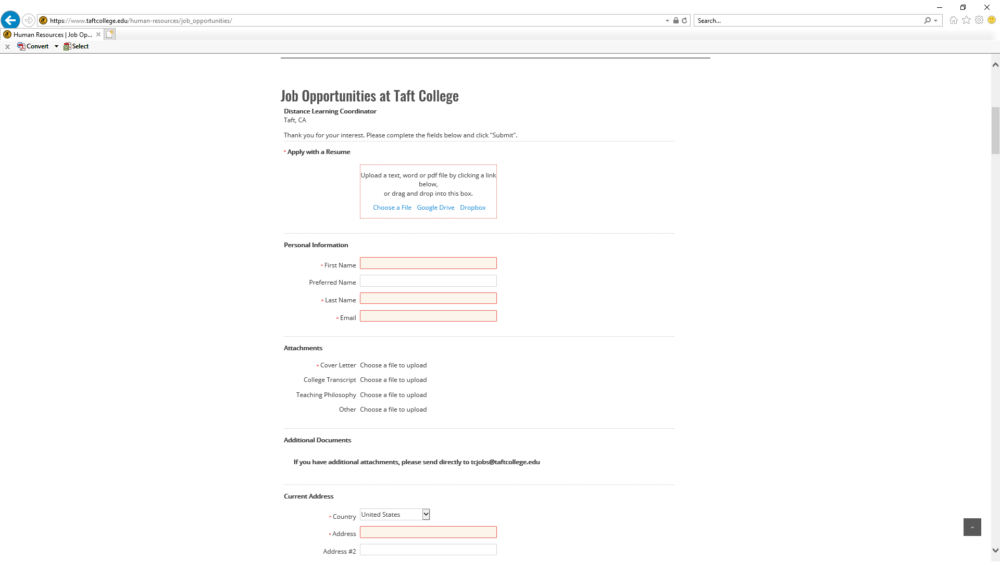 https://www.taftcollege.edu/human-resources/job_opportunities/
Search...
Human Resources | Job Op...
Convert
Select
Job Opportunities at Taft College
Distance Learning Coordinator
Taft, CA
Thank you for your interest. Please complete the fields below and click "Submit".
* Apply with a Resume
Upload a text, word or pdf file by clicking a link
below,
or drag and drop into this box.
Choose a File Google Drive Dropbox
Personal Information
* First Name
Preferred Name
* Last Name
* Email
Attachments
* Cover Letter Choose a file to upload
College Transcript Choose a file to upload
Teaching Philosophy Choose a file to upload
Other Choose a file to upload
Additional Documents
If you have additional attachments, please send directly to tcjobs@taftcollege.edu
Current Address
* Country United States
* Address
Address #2